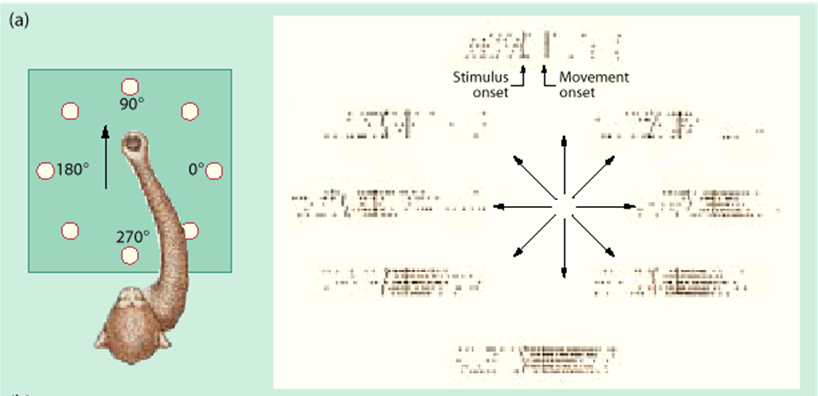 (a)
90°
180°
0°
270°
Stimulus
onset
Movement
onset